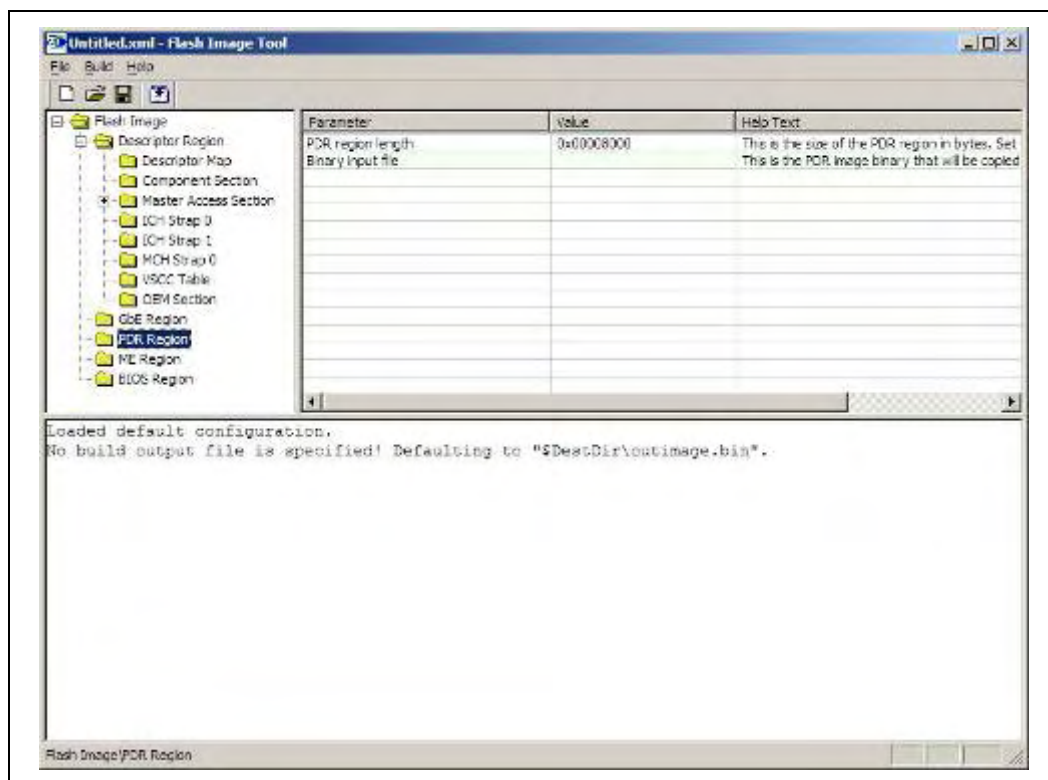 Untitled.xml - Flash Image Tool
File Build Help
Flash Image
Descriptor Region
Descriptor Map
Component Section
Master Access Section
ICH Strap 0
ICH Strap 1
MCH Strap 0
VSCC Table
OEM Section
GbE Region
PDR Region
ME Region
BIOS Region
Parameter Value Help Text
PDR region length 0x00008000 This is the size of the PDR region in bytes. Set
Binary input file This is the PDR image binary that will be copied
Loaded default configuration.
No build output file is specified! Defaulting to "$DestDir\outimage.bin".
Flash Image\PDR Region